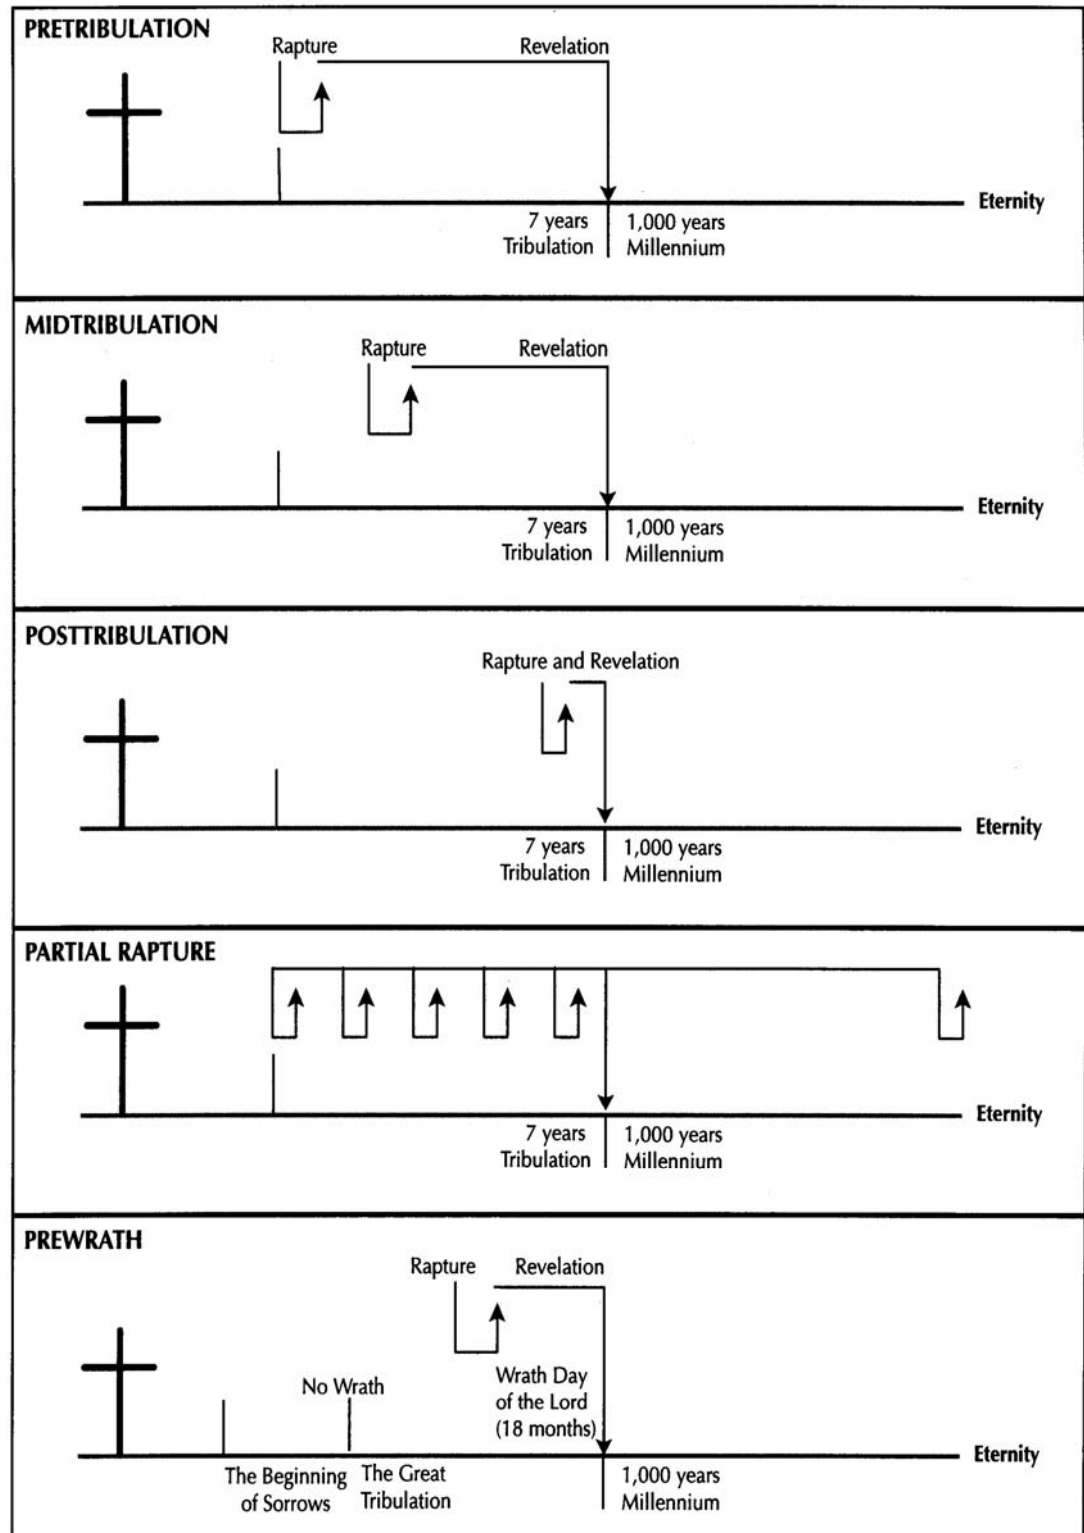 PRETRIBULATION
Rapture
Revelation
Eternity
7 years
Tribulation
1,000 years
Millennium
MIDTRIBULATION
Rapture
Revelation
Eternity
7 years
Tribulation
1,000 years
Millennium
POSTTRIBULATION
Rapture and Revelation
Eternity
7 years
Tribulation
1,000 years
Millennium
PARTIAL RAPTURE
Eternity
7 years
Tribulation
1,000 years
Millennium
PREWRATH
Rapture
Revelation
No Wrath
Wrath Day
of the Lord
(18 months)
Eternity
The Beginning
of Sorrows
The Great
Tribulation
1,000 years
Millennium